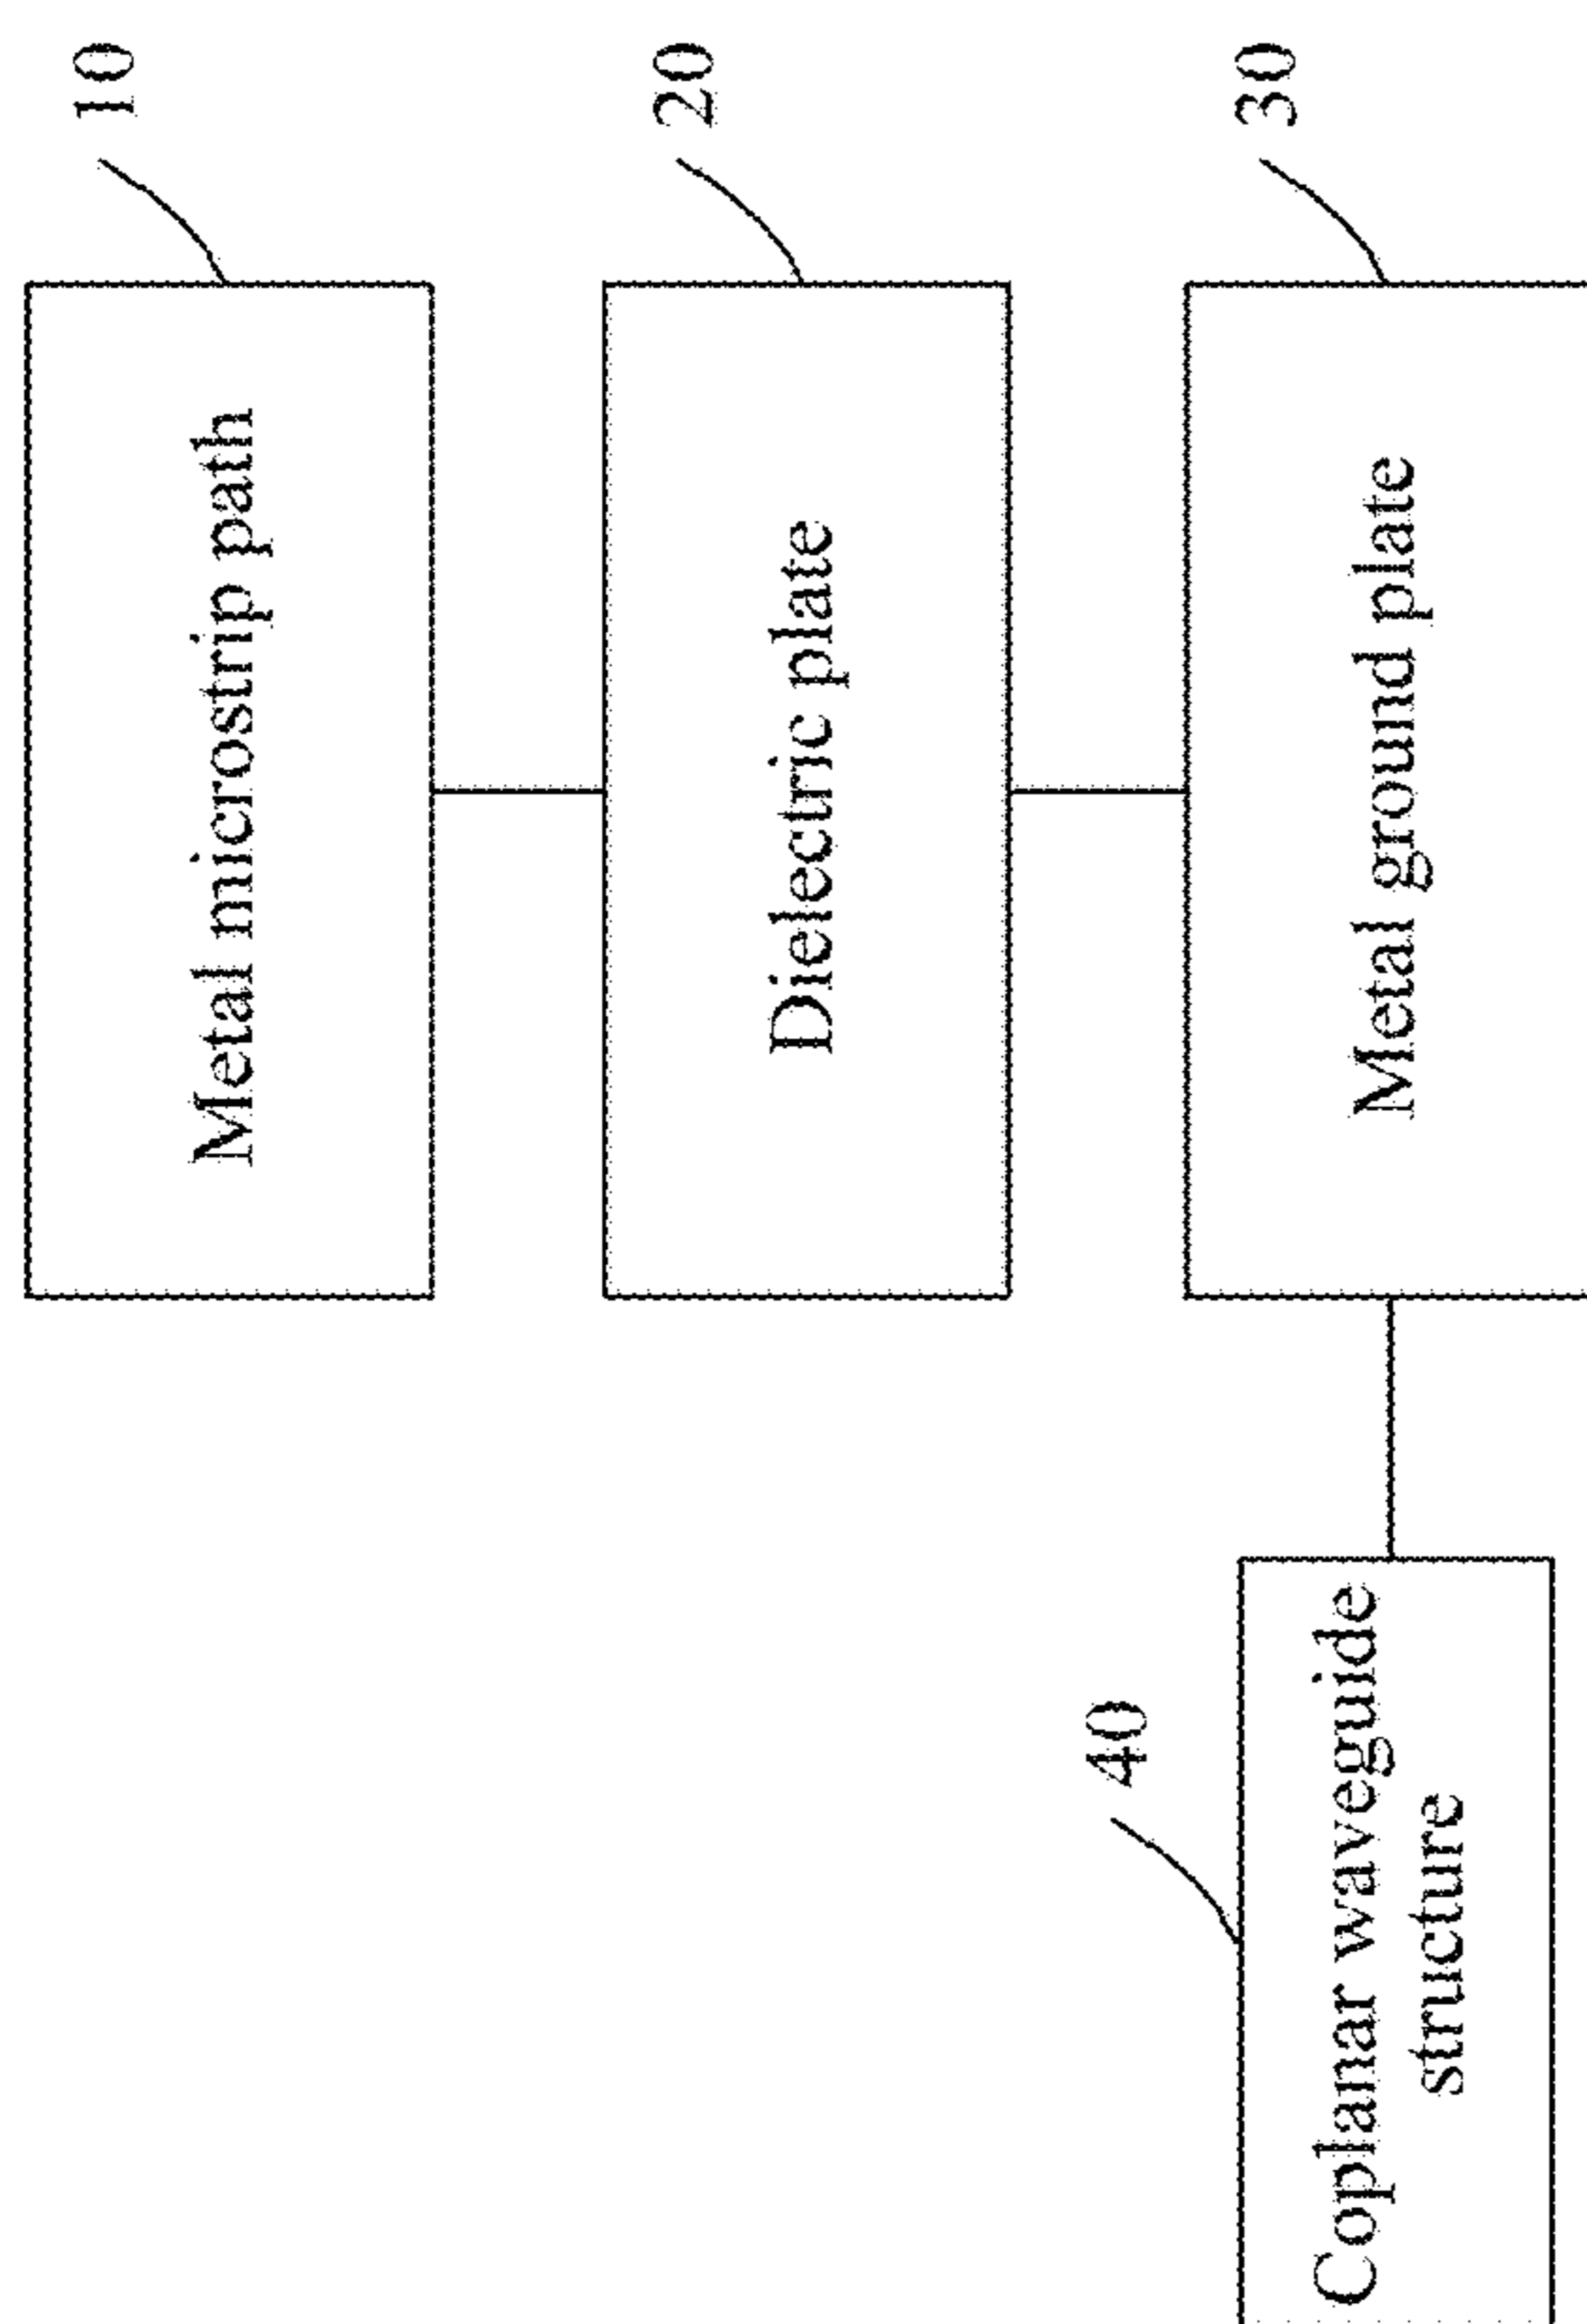 10
Metal microstrip path
20
Dielectric plate
30
Metal ground plate
40
Coplanar waveguide
structure